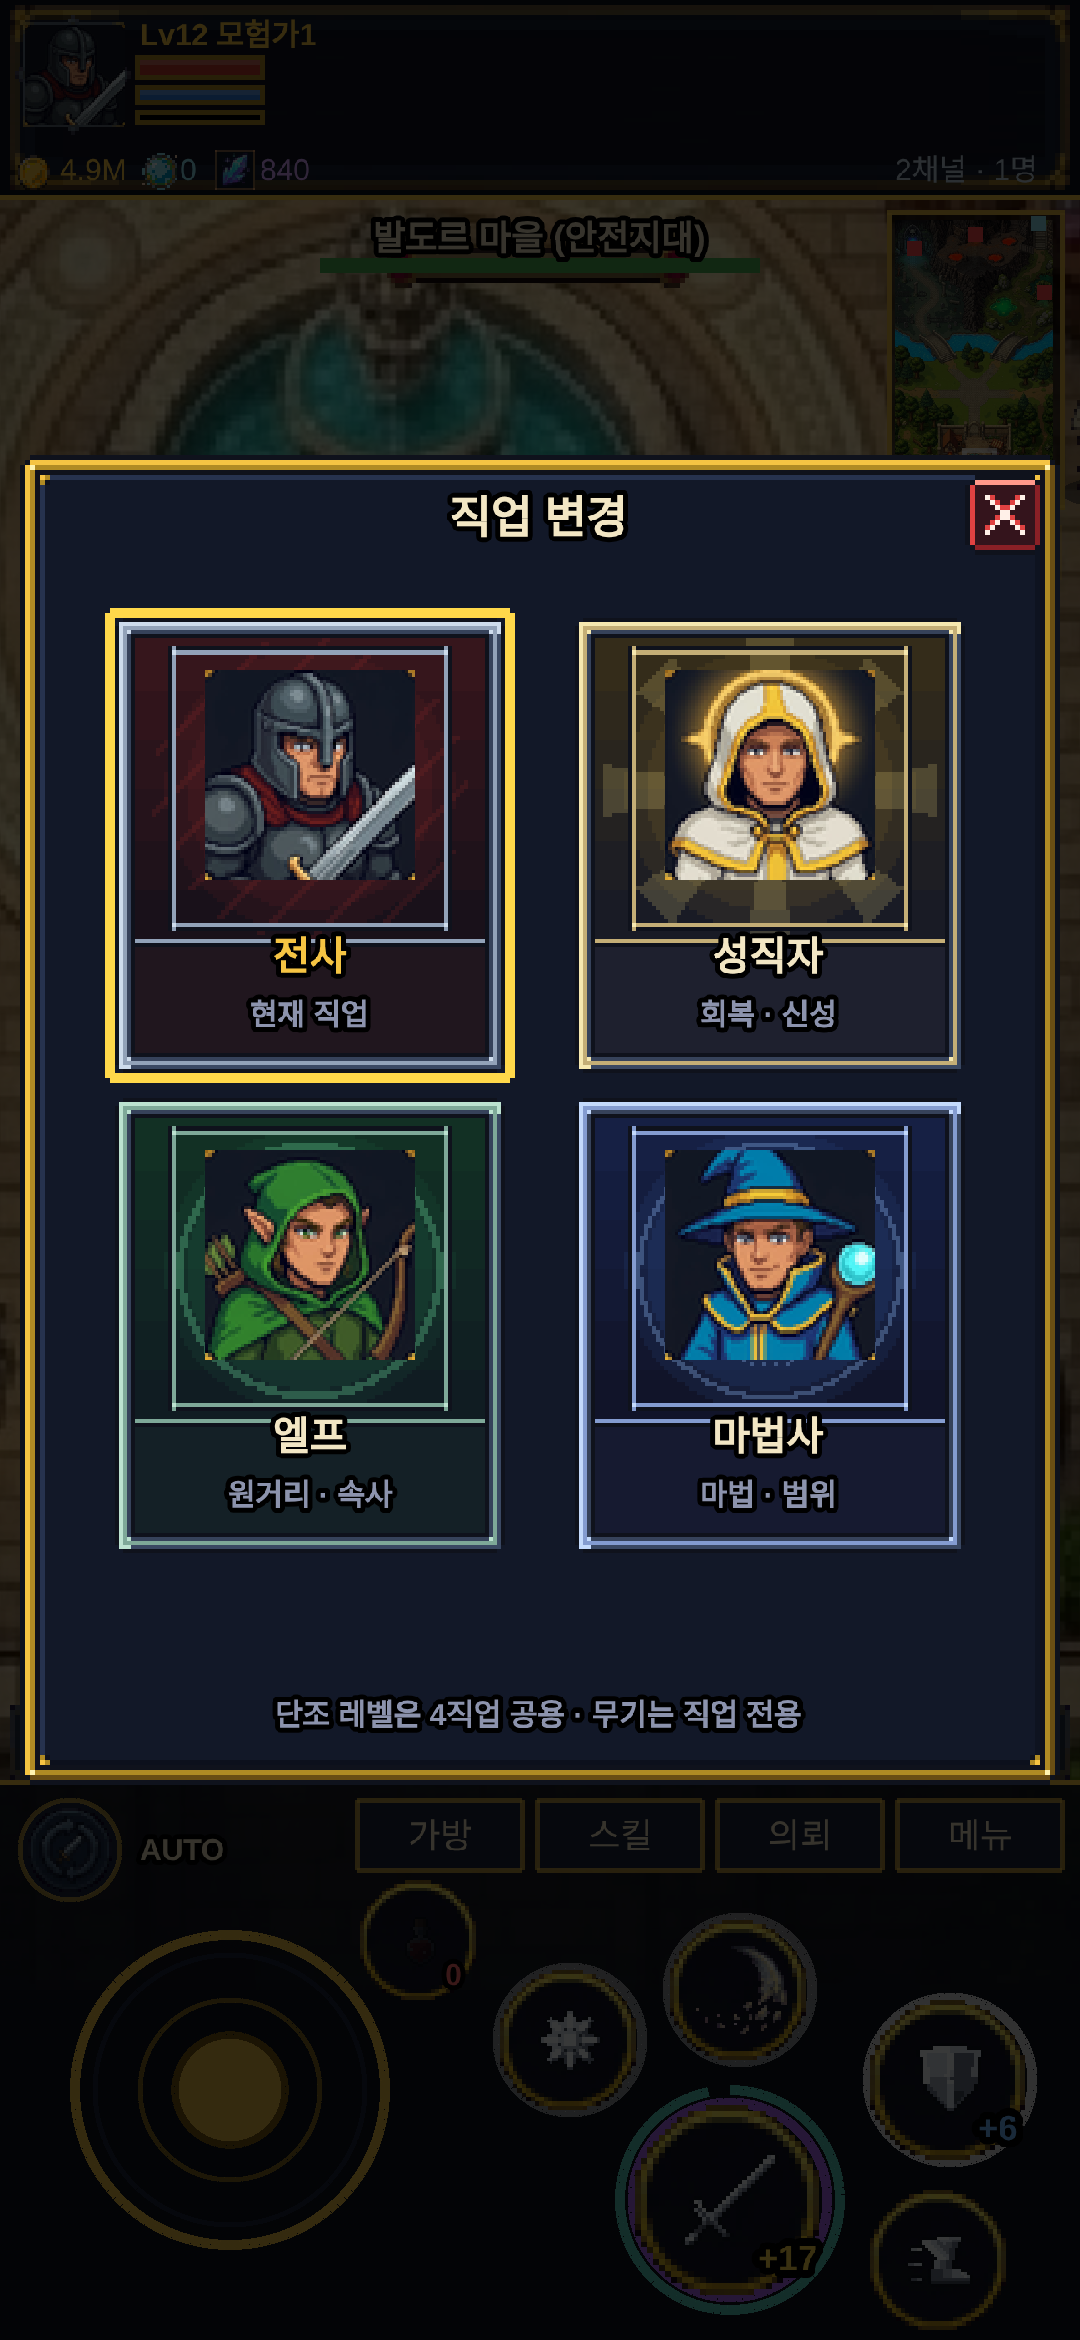 Lv12 모험가1
4.9M 0 840 2채널 · 1명
발도르 마을 (안전지대)
직업 변경
전사
현재 직업
성직자
회복 · 신성
엘프
원거리 · 속사
마법사
마법 · 범위
단조 레벨은 4직업 공용 · 무기는 직업 전용
AUTO
가방 스킬 의뢰 메뉴
0
+6
+17